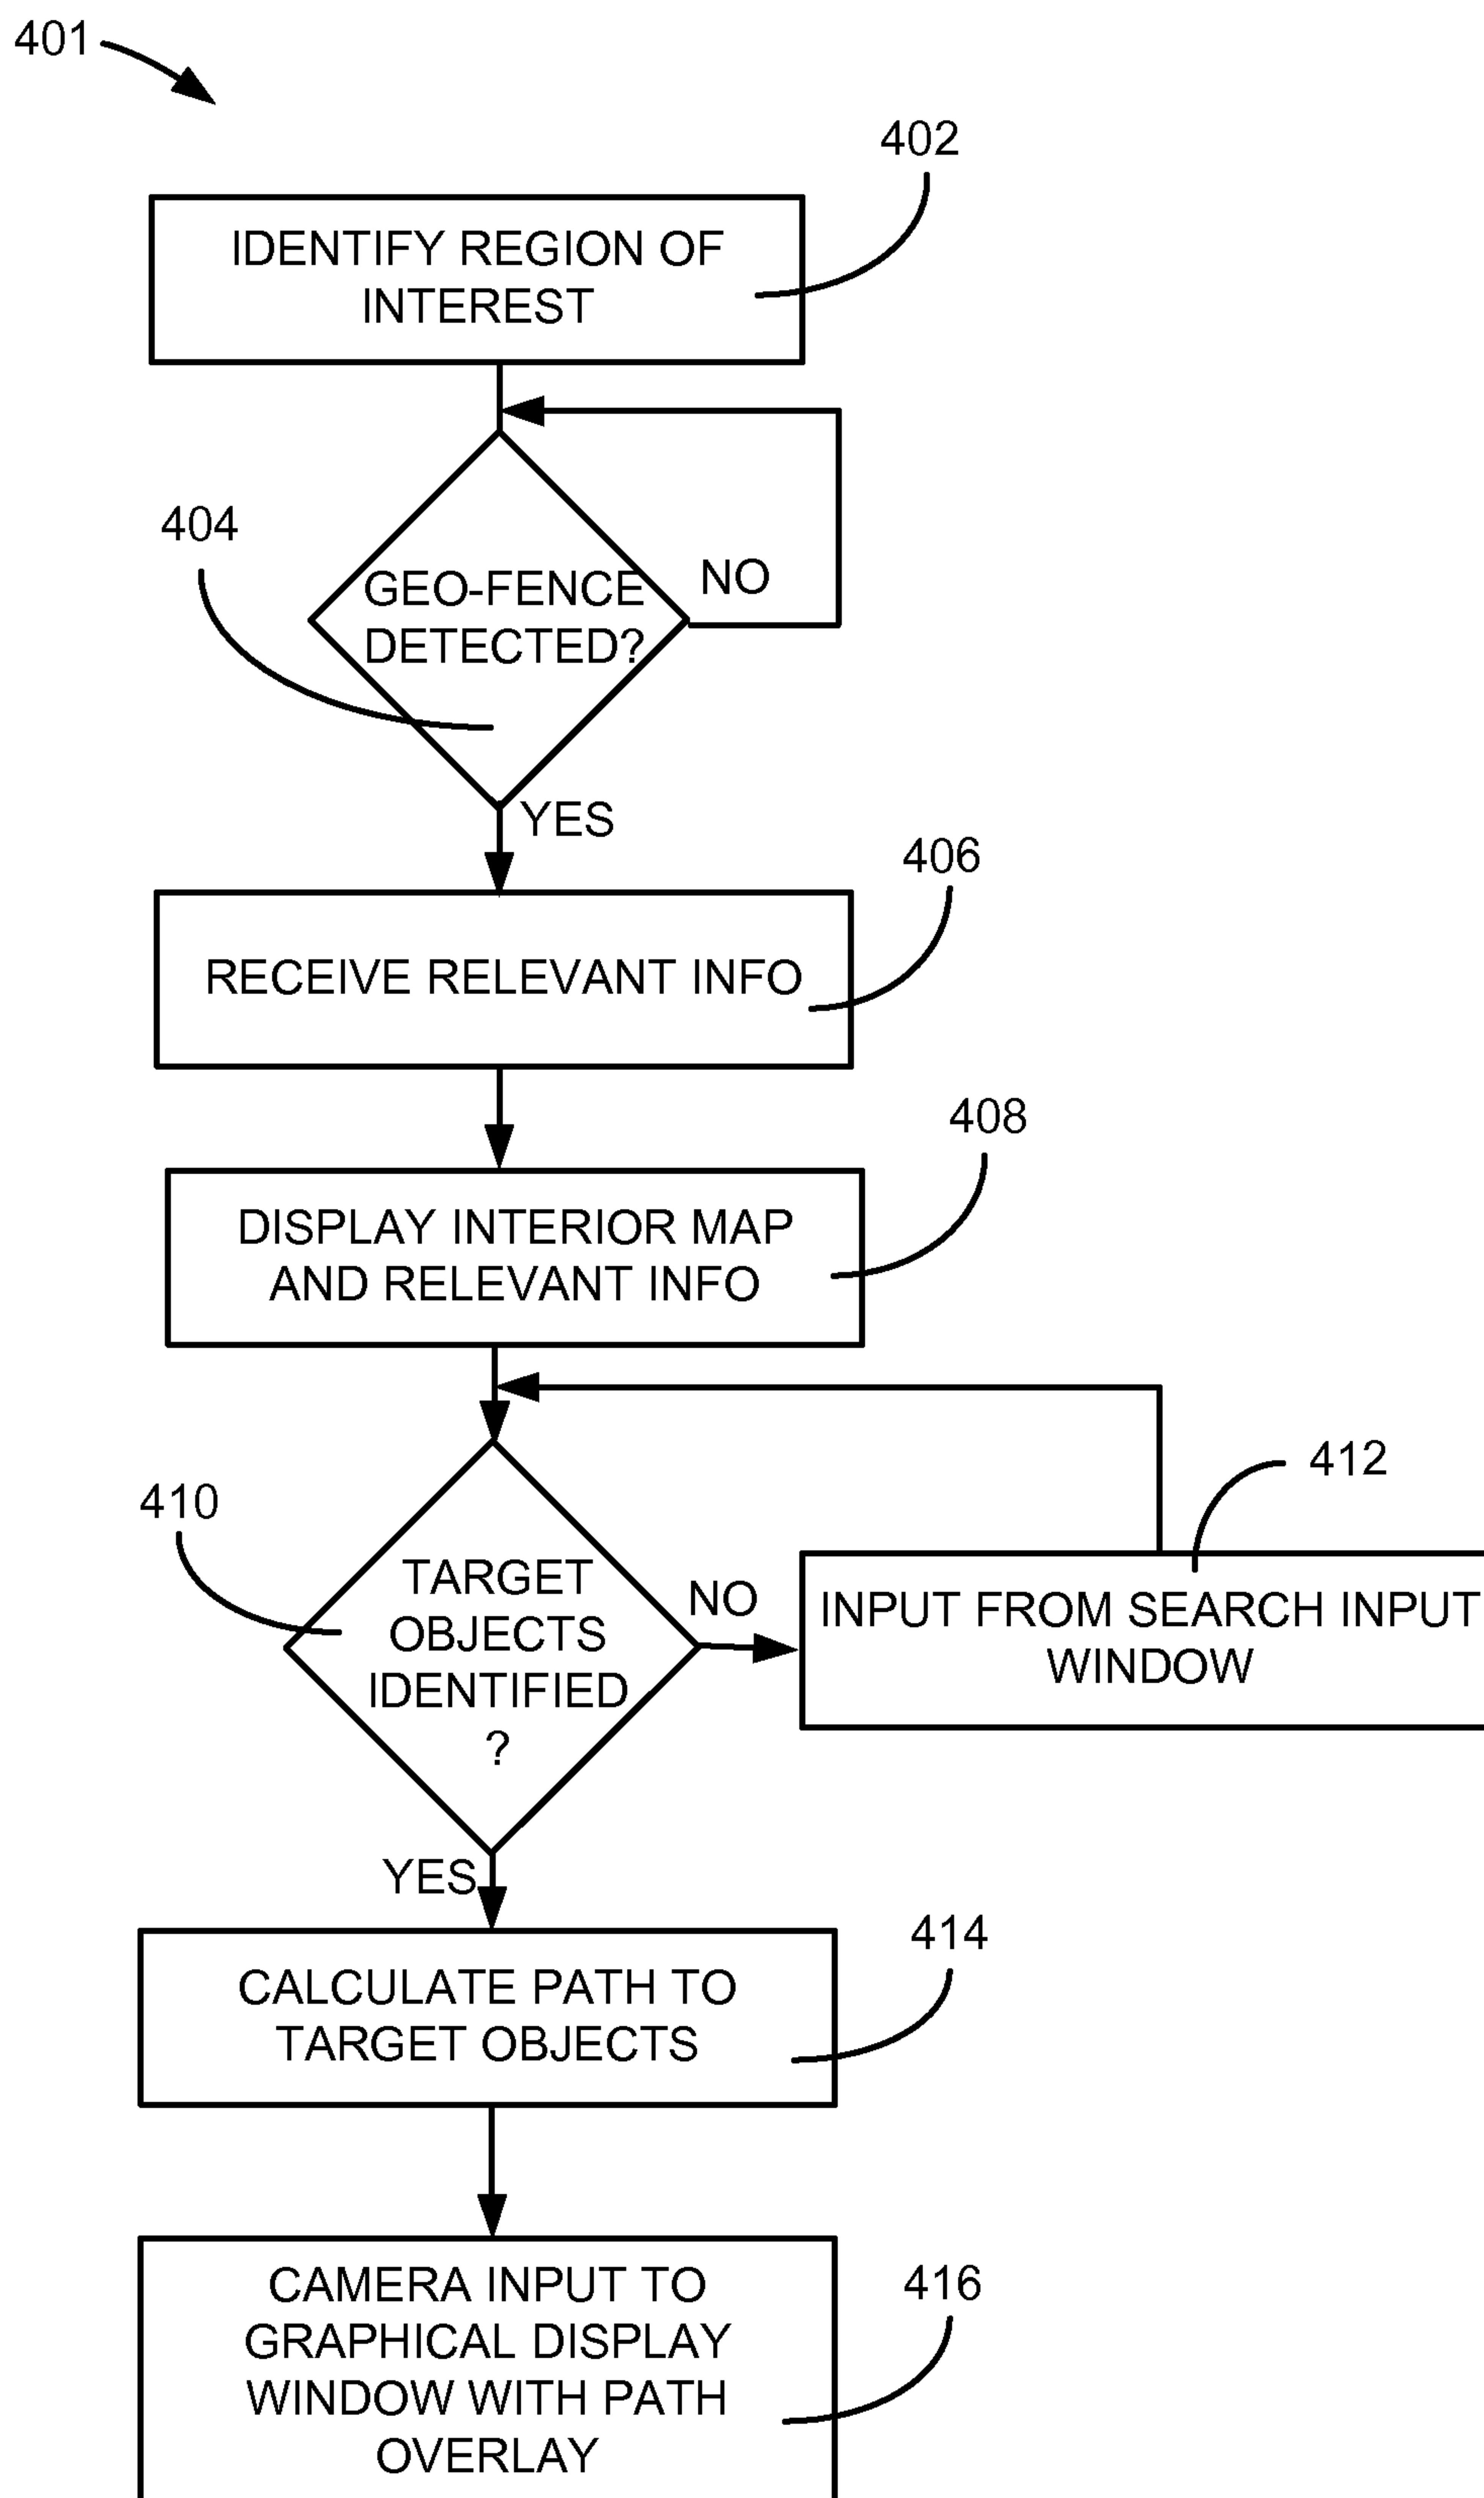 401
402
IDENTIFY REGION OF
INTEREST
404
GEO-FENCE
DETECTED?
NO
YES
406
RECEIVE RELEVANT INFO
408
DISPLAY INTERIOR MAP
AND RELEVANT INFO
410
TARGET
OBJECTS
IDENTIFIED
?
NO
412
INPUT FROM SEARCH INPUT
WINDOW
YES
414
CALCULATE PATH TO
TARGET OBJECTS
416
CAMERA INPUT TO
GRAPHICAL DISPLAY
WINDOW WITH PATH
OVERLAY